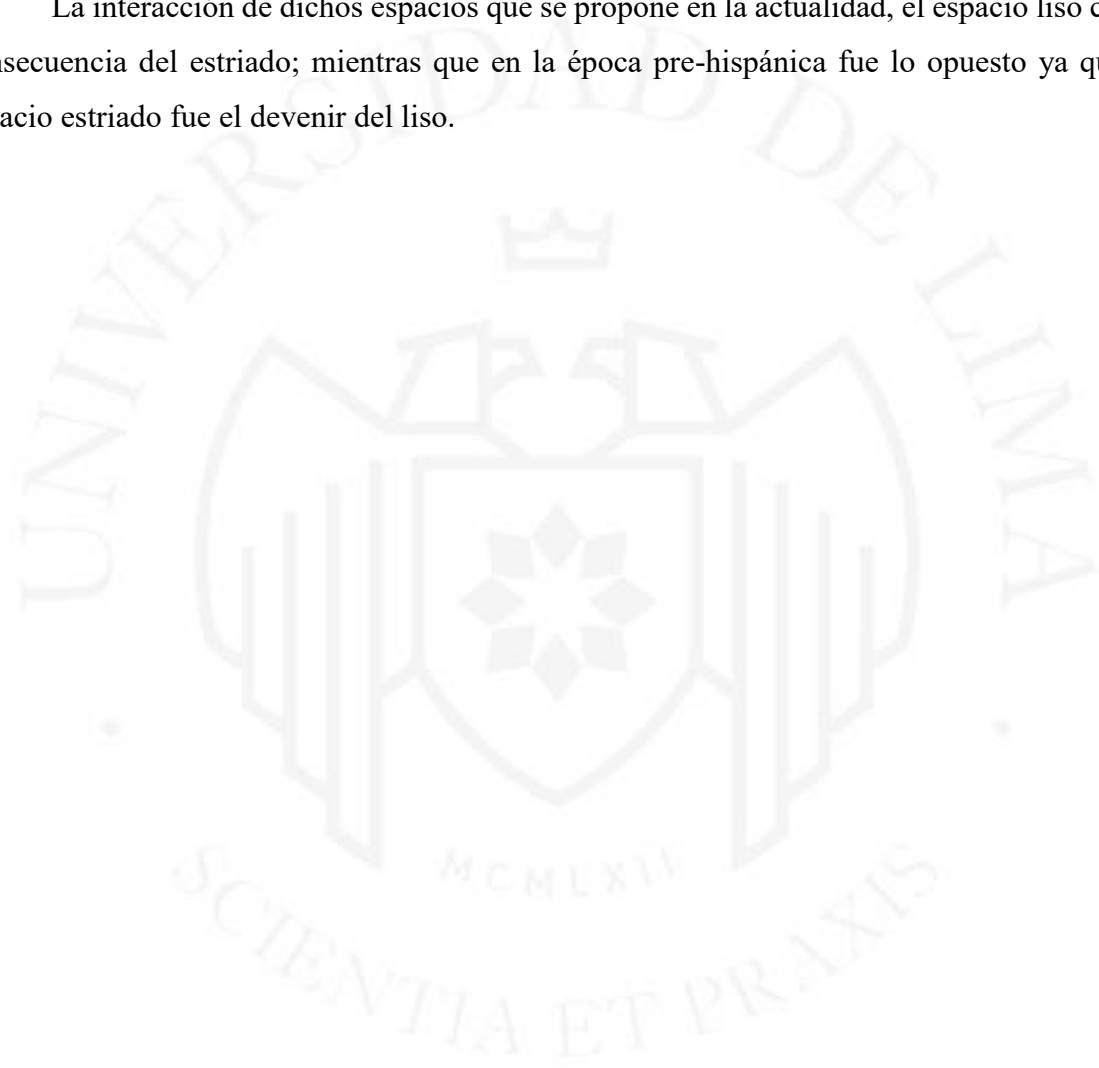 La interacción de dichos espacios que se propone en la actualidad, el espacio liso
secuencia del estriado; mientras que en la época pre-hispánica fue lo opuesto ya
acio estriado fue el devenir del liso.
UNIVERSIDAD DE LIMA
MCMLXII
SCIENTIA ET PRAXIS